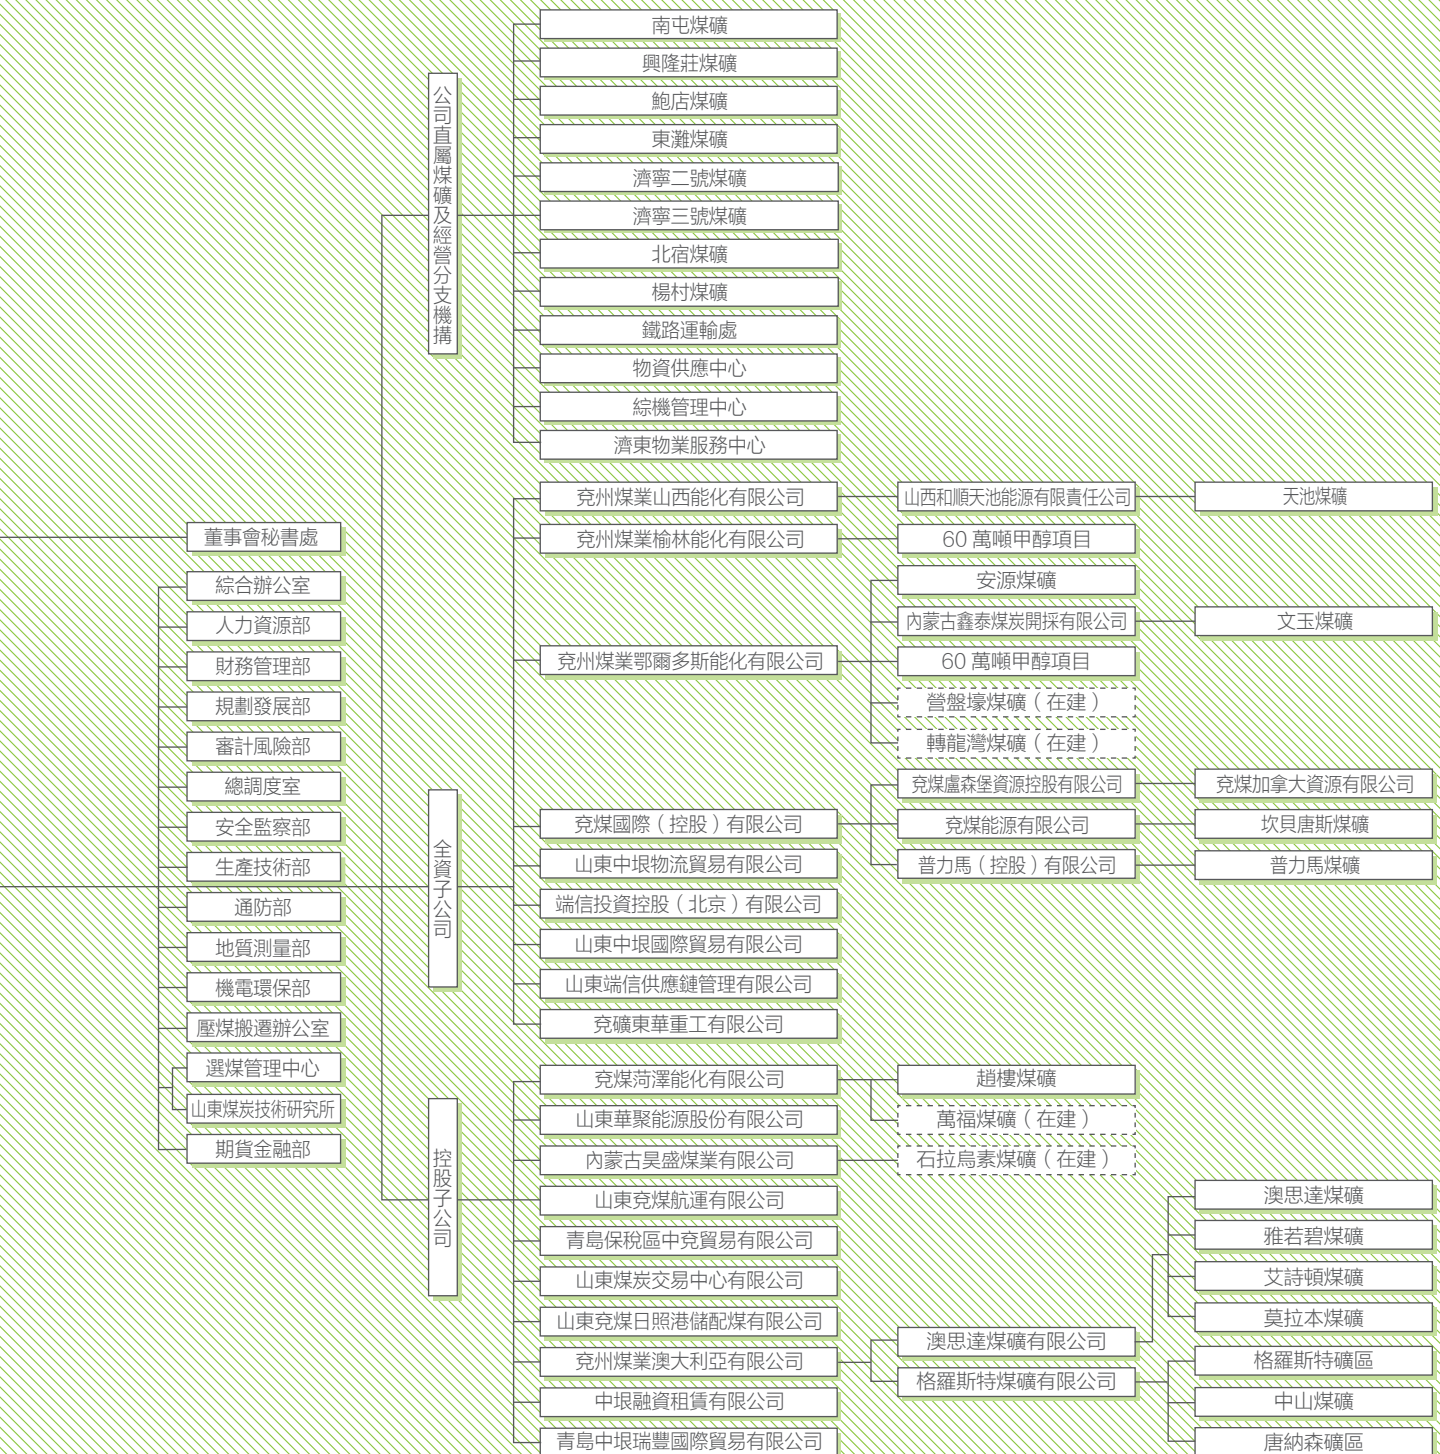 董事會秘書處
綜合辦公室
人力資源部
財務管理部
規劃發展部
審計風險部
總調度室
安全監察部
生產技術部
通防部
地質測量部
機電環保部
壓煤搬遷辦公室
選煤管理中心
山東煤炭技術研究所
期貨金融部
公司直屬煤礦及經營分支機搆
南屯煤礦
興隆莊煤礦
鮑店煤礦
東灘煤礦
濟寧二號煤礦
濟寧三號煤礦
北宿煤礦
楊村煤礦
鐵路運輸處
物資供應中心
綜機管理中心
濟東物業服務中心
全資子公司
兗州煤業山西能化有限公司
山西和順天池能源有限責任公司
天池煤礦
兗州煤業榆林能化有限公司
60 萬噸甲醇項目
兗州煤業鄂爾多斯能化有限公司
安源煤礦
內蒙古鑫泰煤炭開採有限公司
文玉煤礦
60 萬噸甲醇項目
營盤壕煤礦（在建）
轉龍灣煤礦（在建）
兗煤國際（控股）有限公司
兗煤盧森堡資源控股有限公司
兗煤加拿大資源有限公司
兗煤能源有限公司
坎貝唐斯煤礦
普力馬（控股）有限公司
普力馬煤礦
山東中垠物流貿易有限公司
端信投資控股（北京）有限公司
山東中垠國際貿易有限公司
山東端信供應鏈管理有限公司
兗礦東華重工有限公司
控股子公司
兗煤菏澤能化有限公司
趙樓煤礦
萬福煤礦（在建）
山東華聚能源股份有限公司
內蒙古昊盛煤業有限公司
石拉烏素煤礦（在建）
山東兗煤航運有限公司
青島保稅區中兗貿易有限公司
山東煤炭交易中心有限公司
山東兗煤日照港儲配煤有限公司
兗州煤業澳大利亞有限公司
澳思達煤礦有限公司
澳思達煤礦
雅若碧煤礦
艾詩頓煤礦
莫拉本煤礦
格羅斯特煤礦有限公司
格羅斯特礦區
中山煤礦
唐納森礦區
中垠融資租賃有限公司
青島中垠瑞豐國際貿易有限公司